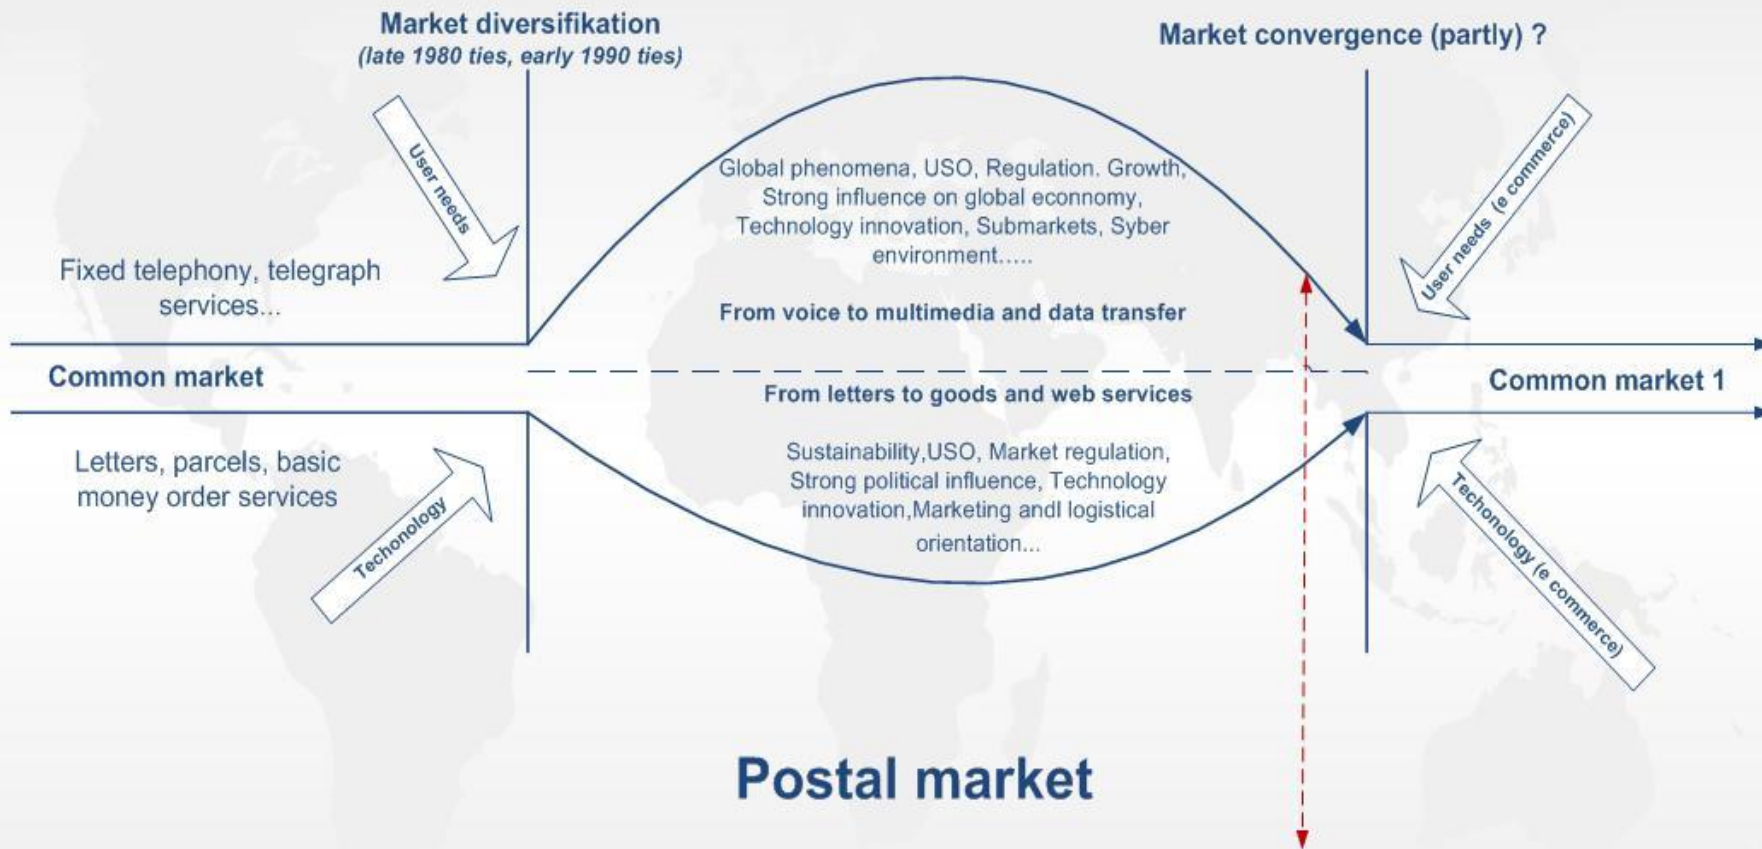 Market diversifikation
(late 1980 ties, early 1990 ties)
Market convergence (partly) ?
User needs
User needs  (e commerce)
Global phenomena, USO, Regulation. Growth,
Strong influence on global econnomy,
Technology innovation, Submarkets, Syber
environment.....
Fixed telephony, telegraph
services...
From voice to multimedia and data transfer
Common market
Common market 1
From letters to goods and web services
Letters, parcels, basic
money order services
Sustainability,USO, Market regulation,
Strong political influence, Technology
innovation,Marketing andl logistical
orientation...
Techonology
Techonology (e commerce)
Postal market